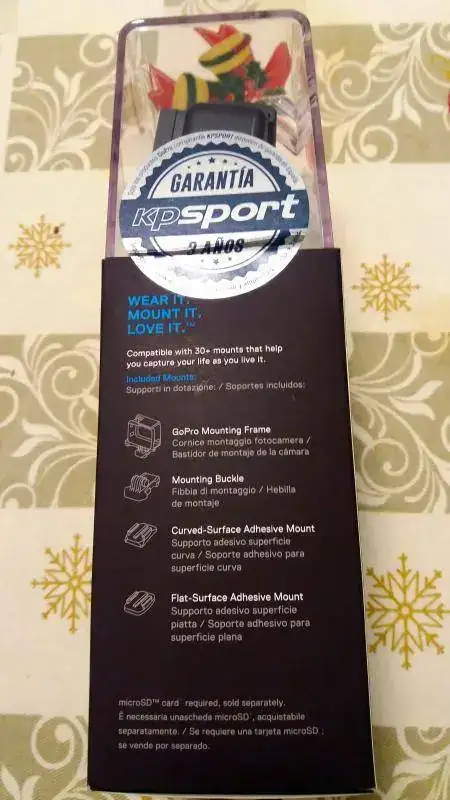 GARANTÍA
kpsport
3 AÑOS
WEAR IT.
MOUNT IT.
LOVE IT.™
Compatible with 30+ mounts that help
you capture your life as you live it.
Included Mounts:
Supporti in dotazione: / Soportes incluidos:
GoPro Mounting Frame
Cornice montaggio fotocamera /
Bastidor de montaje de la cámara
Mounting Buckle
Fibbia di montaggio / Hebilla
de montaje
Curved-Surface Adhesive Mount
Supporto adesivo superficie
curva / Soporte adhesivo para
superficie curva
Flat-Surface Adhesive Mount
Supporto adesivo superficie
piatta / Soporte adhesivo para
superficie plana
microSD™ card required, sold separately.
È necessaria unascheda microSD , acquistabile
separatamente. / Se requiere una tarjeta microSD ;
se vende por separado.